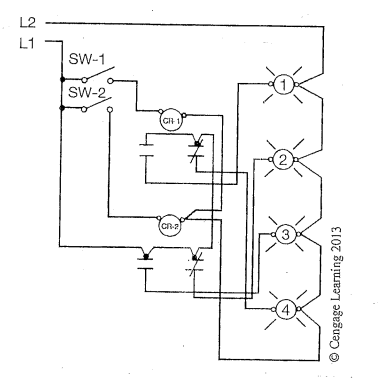 L2
L1
SW-1
SW-2
CR-1
CR-2
1
2
3
4
© Cengage Learning 2013